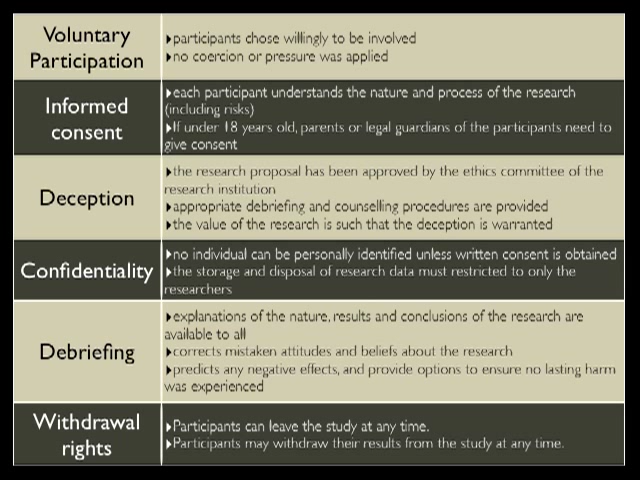 Voluntary
Participation
▸participants chose willingly to be involved
▸no coercion or pressure was applied
Informed
consent
▸each participant understands the nature and process of the research
(including risks)
▸If under 18 years old, parents or legal guardians of the participants need to
give consent
Deception
▸the research proposal has been approved by the ethics committee of the
research institution
▸appropriate debriefing and counselling procedures are provided
▸the value of the research is such that the deception is warranted
Confidentiality
▸no individual can be personally identified unless written consent is obtained
▸the storage and disposal of research data must restricted to only the
researchers
Debriefing
▸explanations of the nature, results and conclusions of the research are
available to all
▸corrects mistaken attitudes and beliefs about the research
▸predicts any negative effects, and provide options to ensure no lasting harm
was experienced
Withdrawal
rights
▸Participants can leave the study at any time.
▸Participants may withdraw their results from the study at any time.